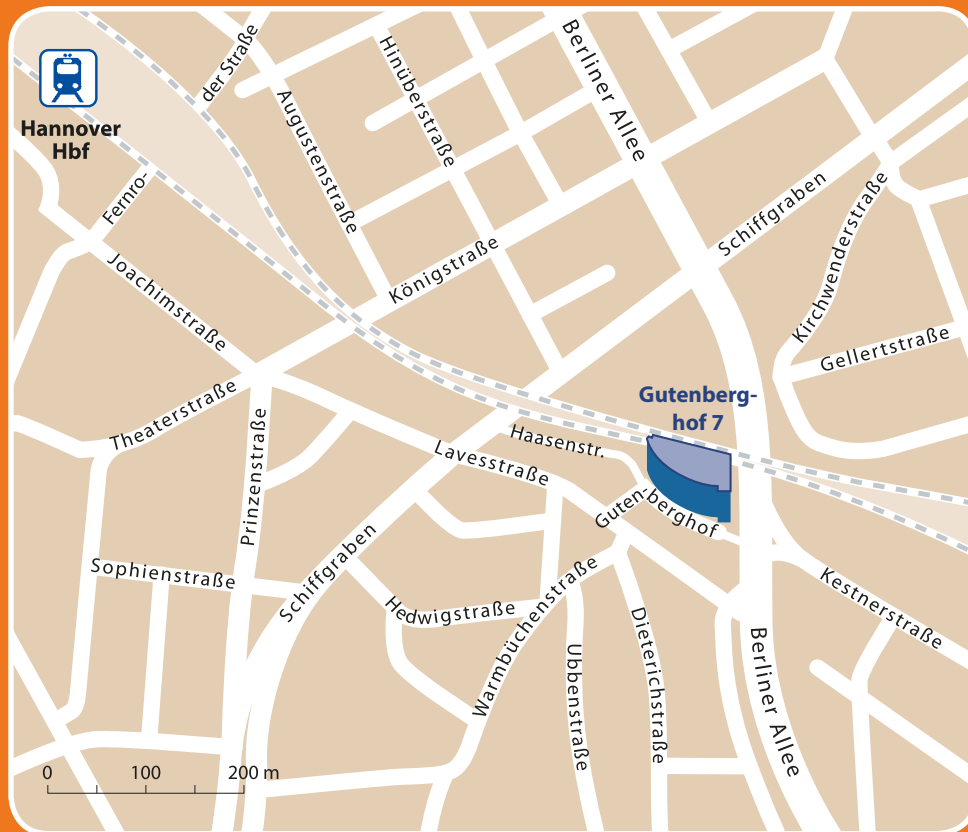 der Straße
Hinüberstraße
Berliner Allee
Augustenstraße
Hannover
Hbf
Fernro-
Schiffgraben
Kirchwenderstraße
Königstraße
Joachimstraße
Gellertstraße
Theaterstraße
Gutenberg-
hof 7
Prinzenstraße
Haasenstr.
Lavesstraße
Guten-
berghof
Sophienstraße
Schiffgraben
Hedwigstraße
Warmbüchenstraße
Kestnerstraße
Dieterichstraße
Ubbenstraße
Berliner Allee
0 100 200 m